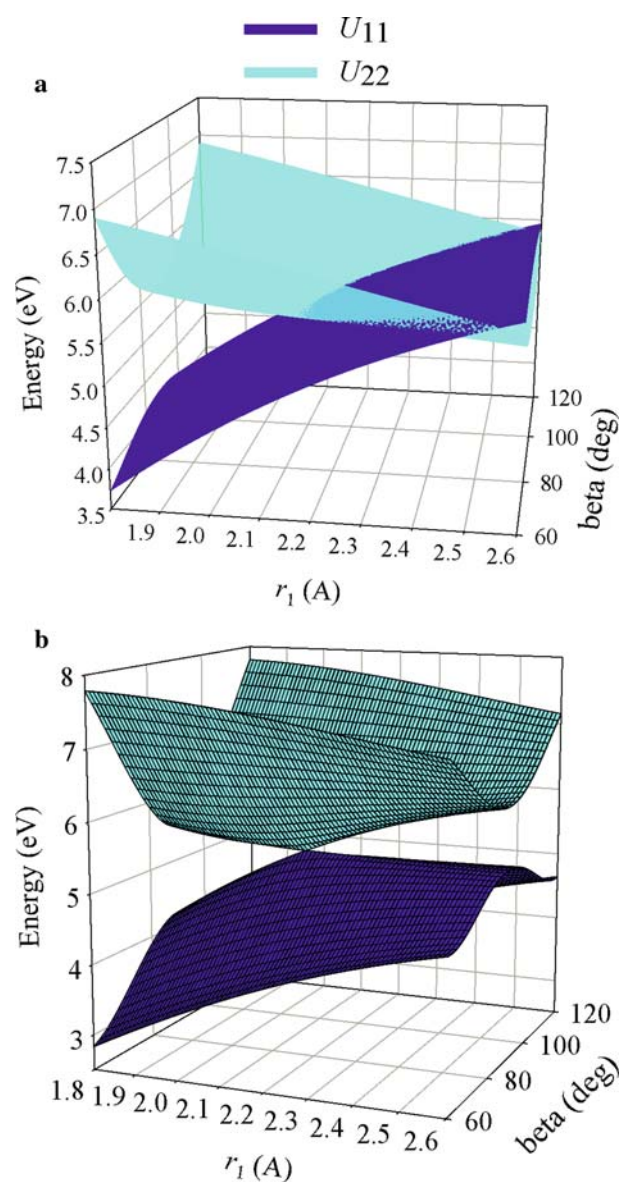 U11
U22
a
7.5
7.0
6.5
6.0
5.5
5.0
4.5
4.0
3.5
Energy (eV)
1.9 2.0 2.1 2.2 2.3 2.4 2.5 2.6
r1 (A)
60
80
100
120
beta (deg)
b
8
7
6
5
4
3
Energy (eV)
1.8 1.9 2.0 2.1 2.2 2.3 2.4 2.5 2.6
r1 (A)
60
80
100
120
beta (deg)